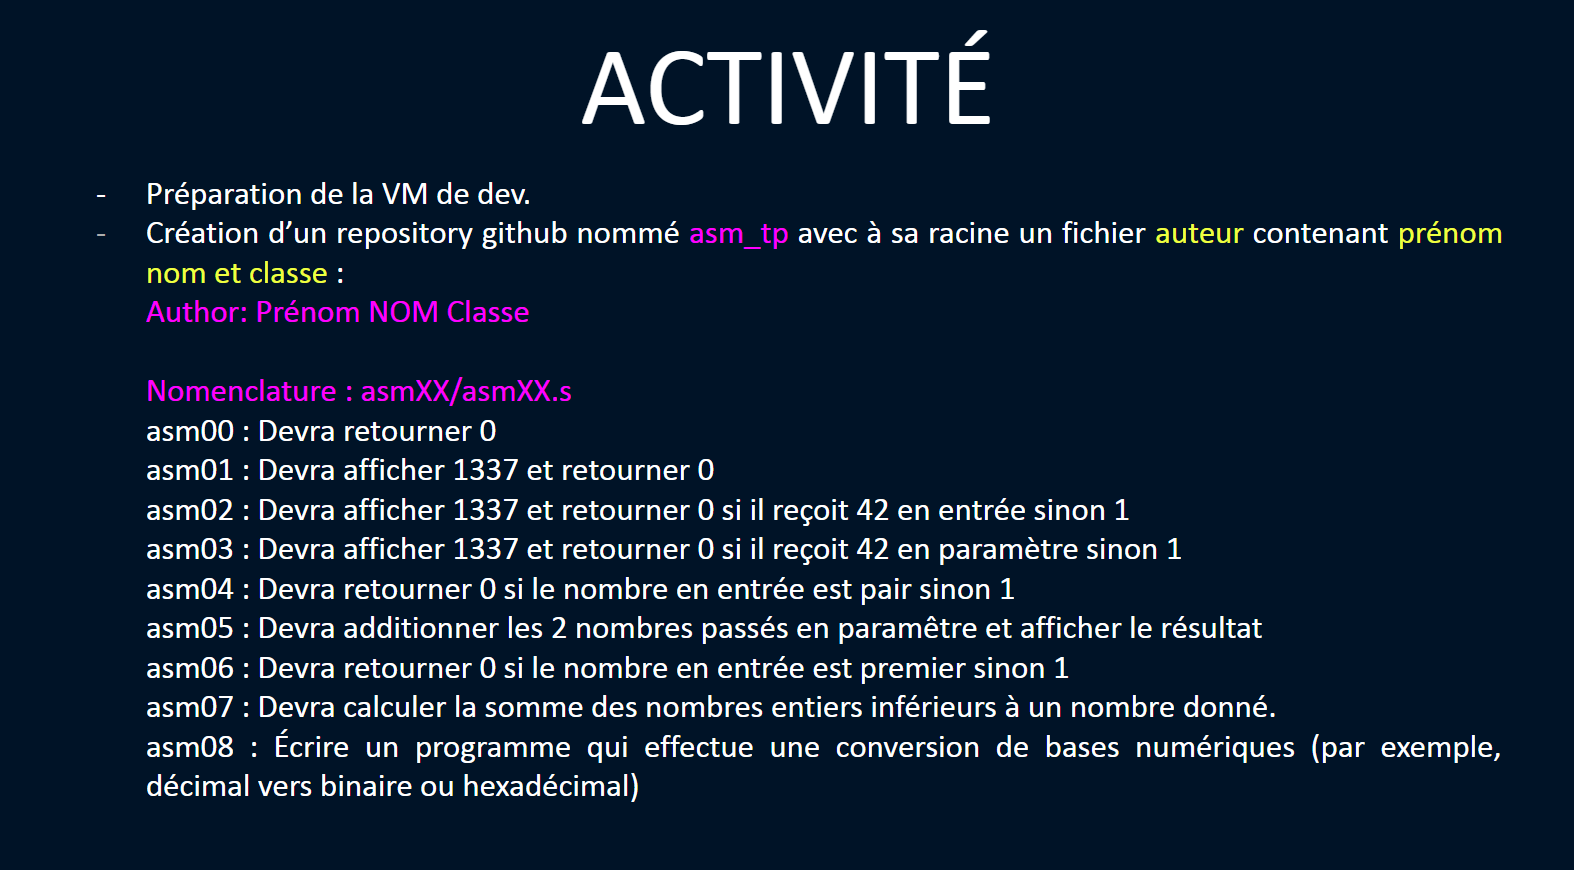 ACTIVITÉ
- Préparation de la VM de dev.
- Création d’un repository github nommé asm_tp avec à sa racine un fichier auteur contenant prénom
nom et classe :
Author: Prénom NOM Classe
Nomenclature : asmXX/asmXX.s
asm00 : Devra retourner 0
asm01 : Devra afficher 1337 et retourner 0
asm02 : Devra afficher 1337 et retourner 0 si il reçoit 42 en entrée sinon 1
asm03 : Devra afficher 1337 et retourner 0 si il reçoit 42 en paramètre sinon 1
asm04 : Devra retourner 0 si le nombre en entrée est pair sinon 1
asm05 : Devra additionner les 2 nombres passés en paramêtre et afficher le résultat
asm06 : Devra retourner 0 si le nombre en entrée est premier sinon 1
asm07 : Devra calculer la somme des nombres entiers inférieurs à un nombre donné.
asm08 : Écrire un programme qui effectue une conversion de bases numériques (par exemple,
décimal vers binaire ou hexadécimal)